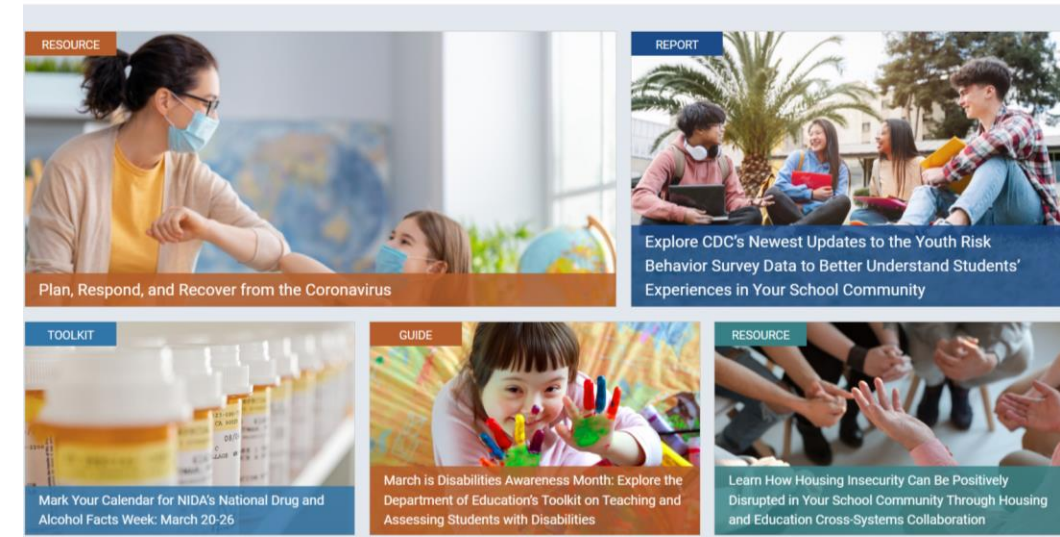 RESOURCE
Plan, Respond, and Recover from the Coronavirus
REPORT
Explore CDC's Newest Updates to the Youth Risk
Behavior Survey Data to Better Understand Students'
Experiences in Your School Community
TOOLKIT
Mark Your Calendar for NIDA's National Drug and
Alcohol Facts Week: March 20-26
GUIDE
March is Disabilities Awareness Month: Explore the
Department of Education's Toolkit on Teaching and
Assessing Students with Disabilities
RESOURCE
Learn How Housing Insecurity Can Be Positively
Disrupted in Your School Community Through Housing
and Education Cross-Systems Collaboration